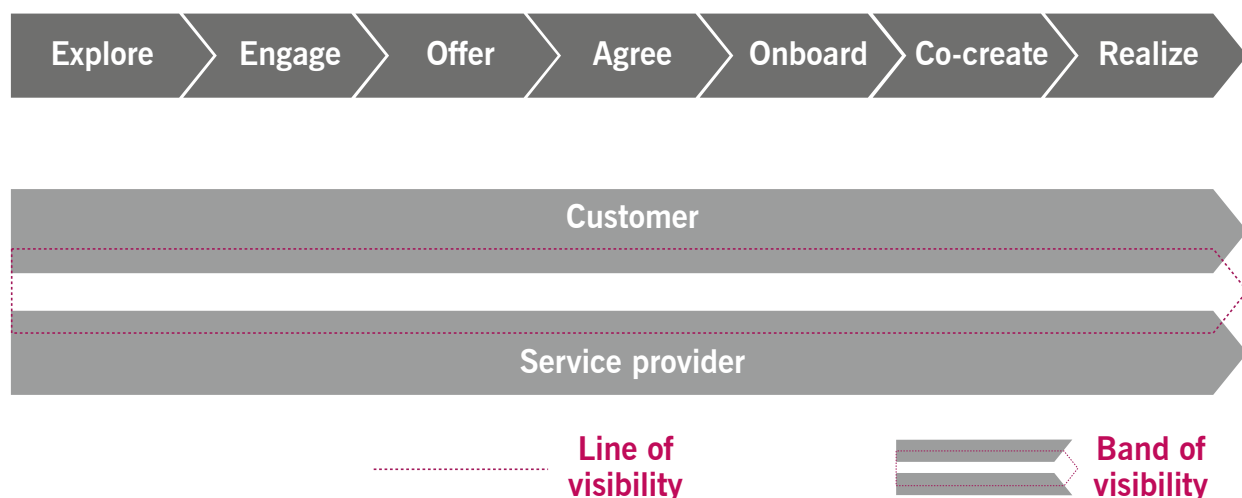 Explore Engage Offer Agree Onboard Co-create Realize
Customer
Service provider
Line of
visibility
Band of
visibility